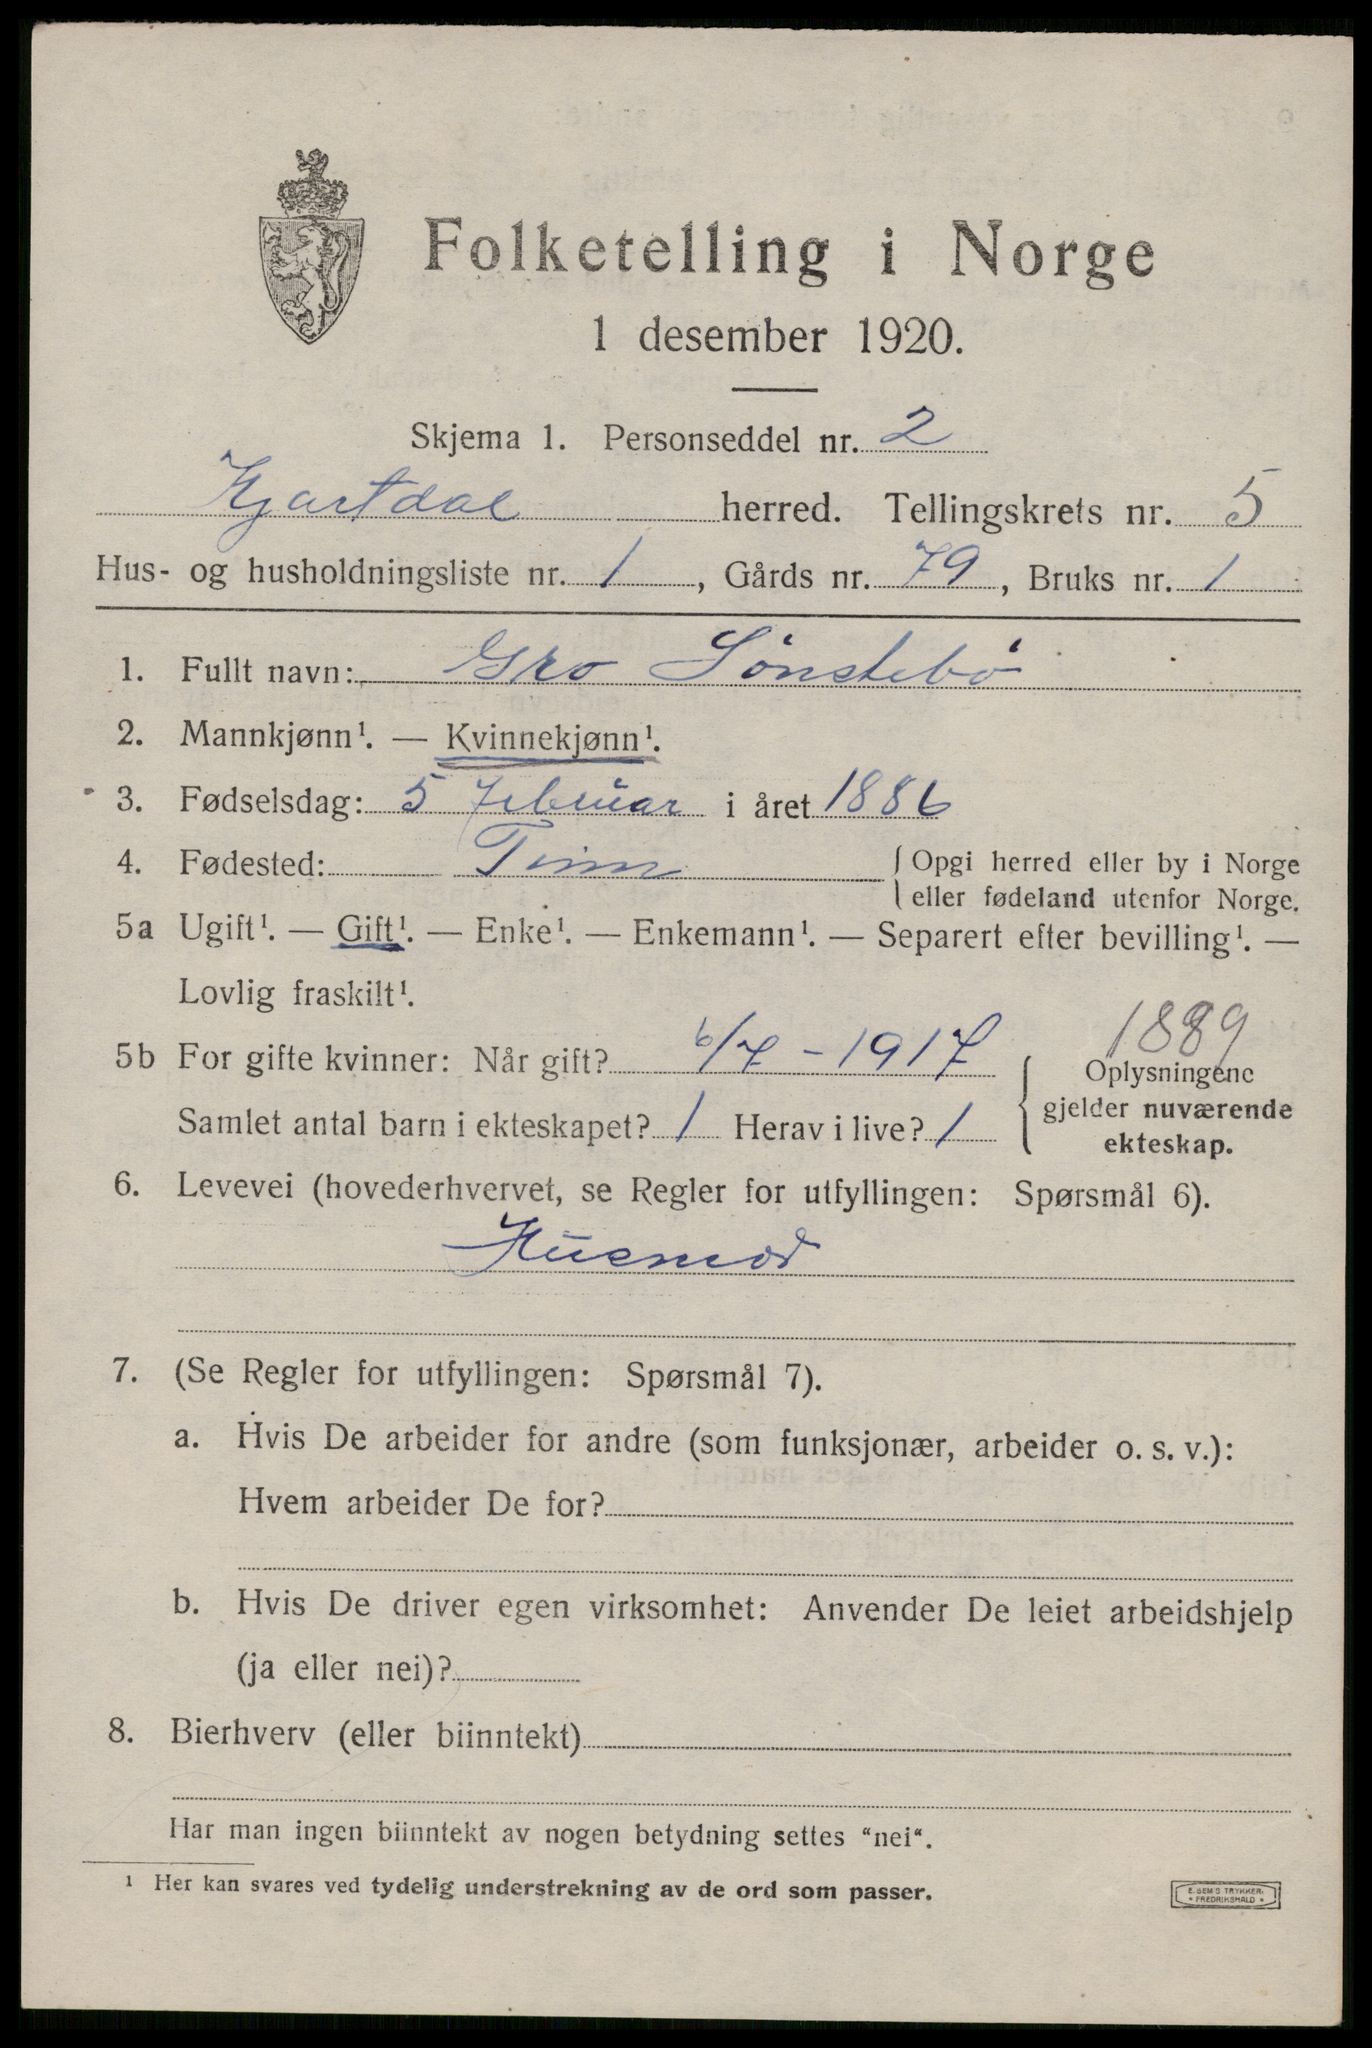 Folketelling i Norge
1 desember 1920.
Skjema 1. Personseddel nr. 2
Hjartdal herred. Tellingskrets nr. 5
Hus- og husholdningsliste nr. 1, Gårds nr. 79, Bruks nr. 1
1. Fullt navn: Gro Sönstebö
2. Mannkjønn¹. — Kvinnekjønn¹.
3. Fødselsdag: 5 Februar i året 1886
4. Fødested: Tinn { Opgi herred eller by i Norge
eller fødeland utenfor Norge.
5a Ugift¹. — Gift¹. — Enke¹. — Enkemann¹. — Separert efter bevilling¹. —
Lovlig fraskilt¹.
1889
5b For gifte kvinner: Når gift? 6/7 - 1917 { Oplysningene
gjelder nuværende
Samlet antal barn i ekteskapet? 1 Herav i live? 1
ekteskap.
6. Levevei (hovederhvervet, se Regler for utfyllingen: Spørsmål 6).
Husmor
7. (Se Regler for utfyllingen: Spørsmål 7).
a. Hvis De arbeider for andre (som funksjonær, arbeider o. s. v.):
Hvem arbeider De for?
b. Hvis De driver egen virksomhet: Anvender De leiet arbeidshjelp
(ja eller nei)?
8. Bierhverv (eller biinntekt)
Har man ingen biinntekt av nogen betydning settes "nei".
¹ Her kan svares ved tydelig understrekning av de ord som passer.
E. SEM'S TRYKKERI
* FREDRIKSHALD *